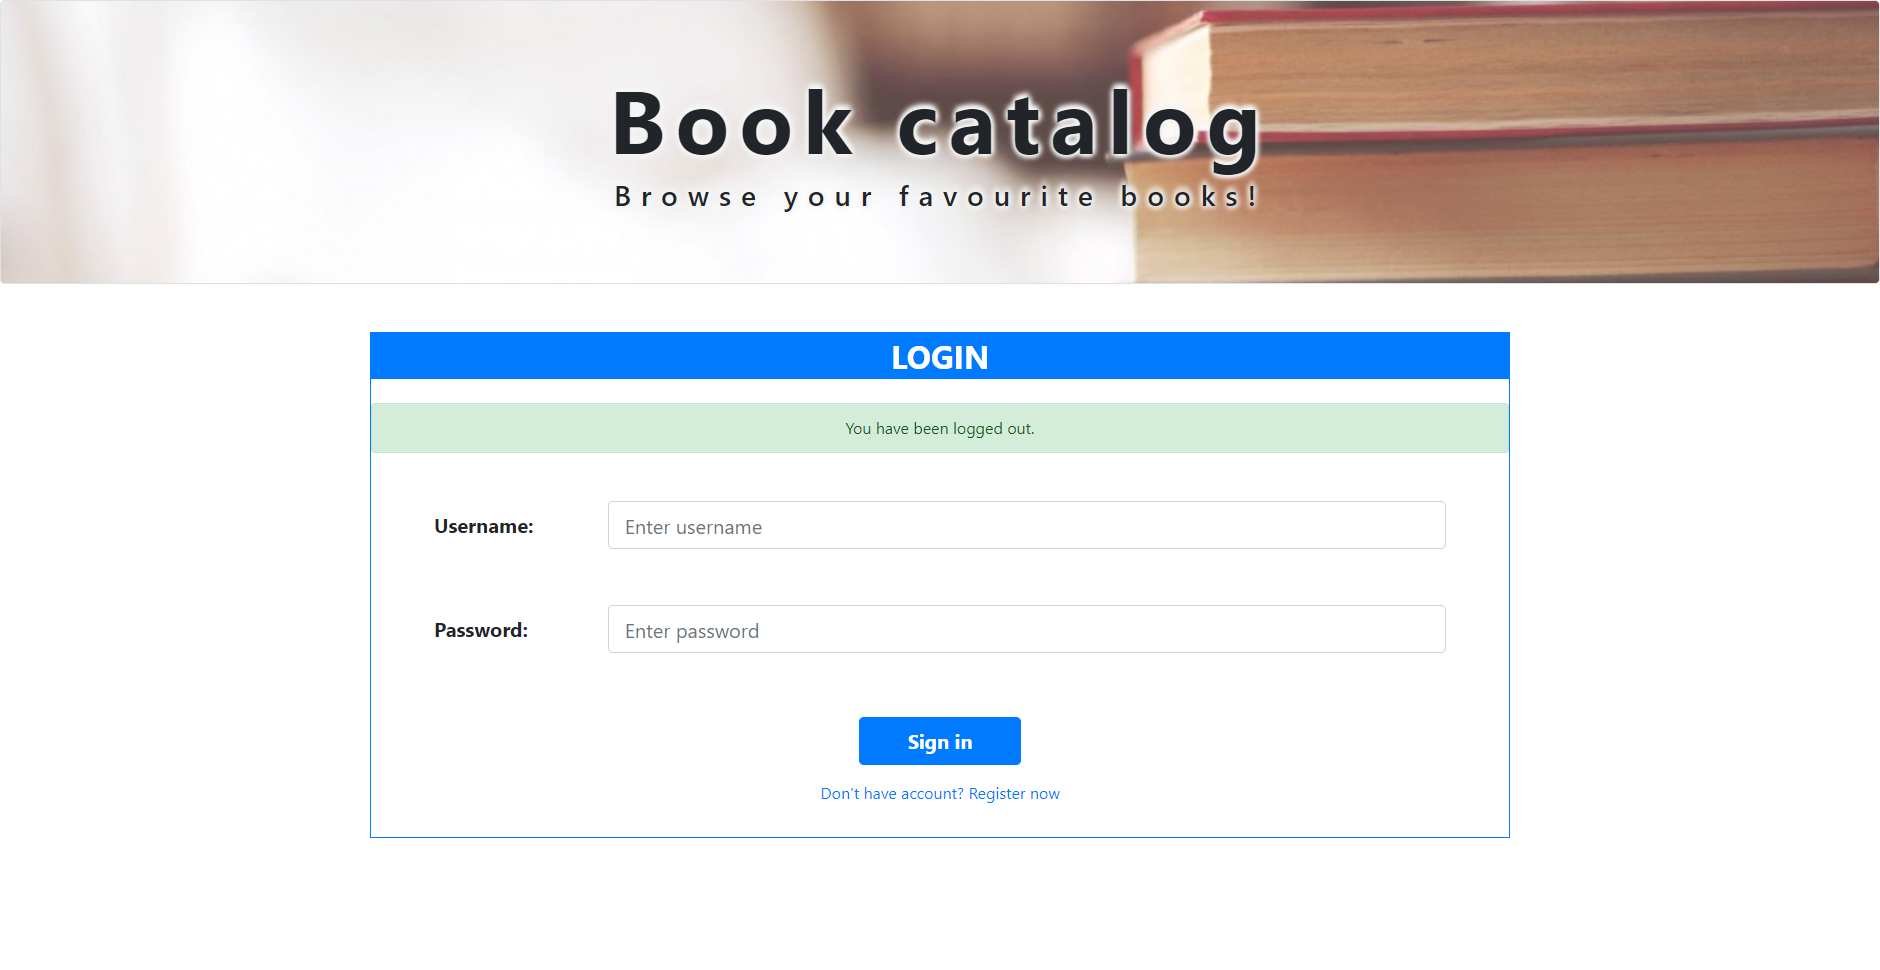 Book catalog
Browse your favourite books!
LOGIN
You have been logged out.
Username:
Enter username
Password:
Enter password
Sign in
Don't have account? Register now